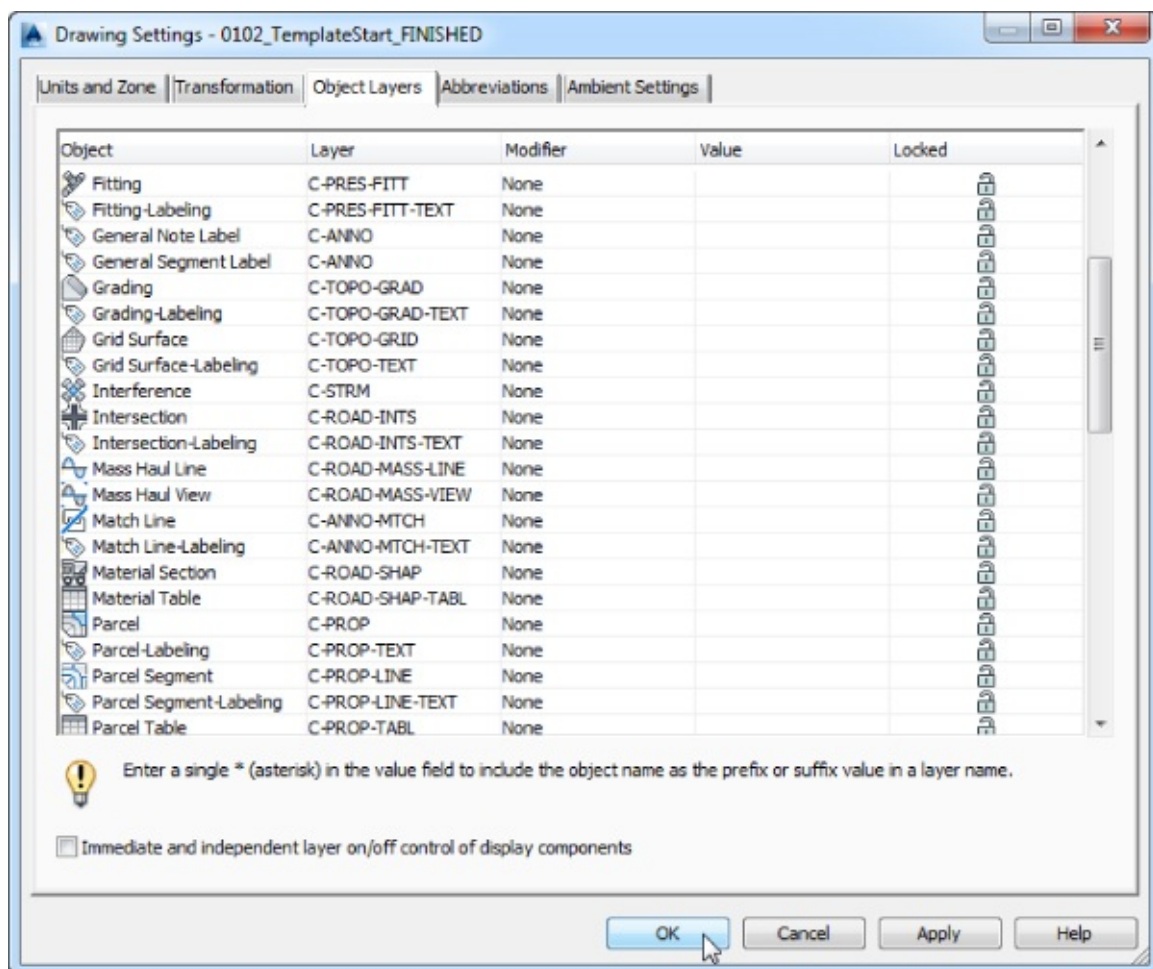 Drawing Settings - 0102_TemplateStart_FINISHED
Units and Zone Transformation Object Layers Abbreviations Ambient Settings
Object Layer Modifier Value Locked
Fitting C-PRES-FITT None
Fitting-Labeling C-PRES-FITT-TEXT None
General Note Label C-ANNO None
General Segment Label C-ANNO None
Grading C-TOPO-GRAD None
Grading-Labeling C-TOPO-GRAD-TEXT None
Grid Surface C-TOPO-GRID None
Grid Surface-Labeling C-TOPO-TEXT None
Interference C-STRM None
Intersection C-ROAD-INTS None
Intersection-Labeling C-ROAD-INTS-TEXT None
Mass Haul Line C-ROAD-MASS-LINE None
Mass Haul View C-ROAD-MASS-VIEW None
Match Line C-ANNO-MTCH None
Match Line-Labeling C-ANNO-MTCH-TEXT None
Material Section C-ROAD-SHAP None
Material Table C-ROAD-SHAP-TABL None
Parcel C-PROP None
Parcel-Labeling C-PROP-TEXT None
Parcel Segment C-PROP-LINE None
Parcel Segment-Labeling C-PROP-LINE-TEXT None
Parcel Table C-PROP-TABL None
Enter a single * (asterisk) in the value field to include the object name as the prefix or suffix value in a layer name.
Immediate and independent layer on/off control of display components
OK Cancel Apply Help